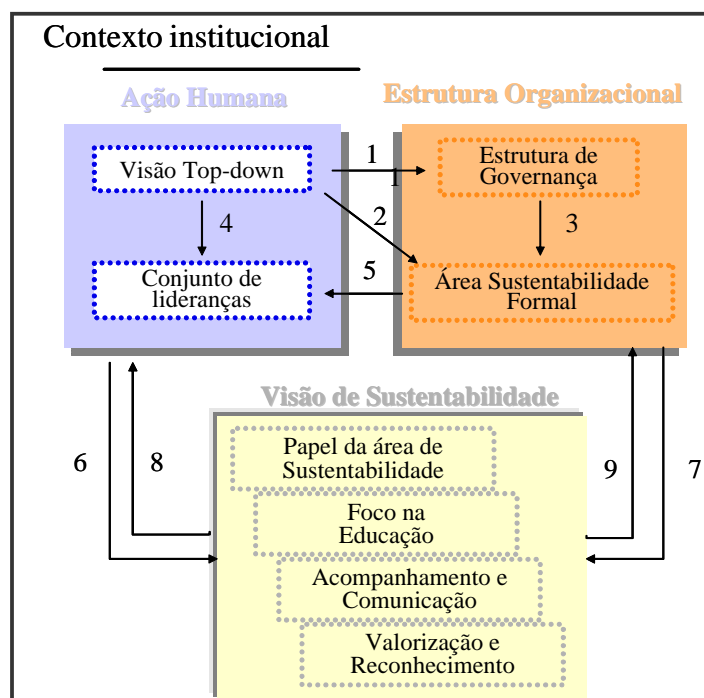 Contexto institucional
Ação Humana
Estrutura Organizacional
Visão Top-down
1
1
Estrutura de
Governança
2
4
3
Conjunto de
lideranças
5
Área Sustentabilidade
Formal
Visão de Sustentabilidade
6
8
Papel da área de
Sustentabilidade
9
7
Foco na
Educação
Acompanhamento e
Comunicação
Valorização e
Reconhecimento